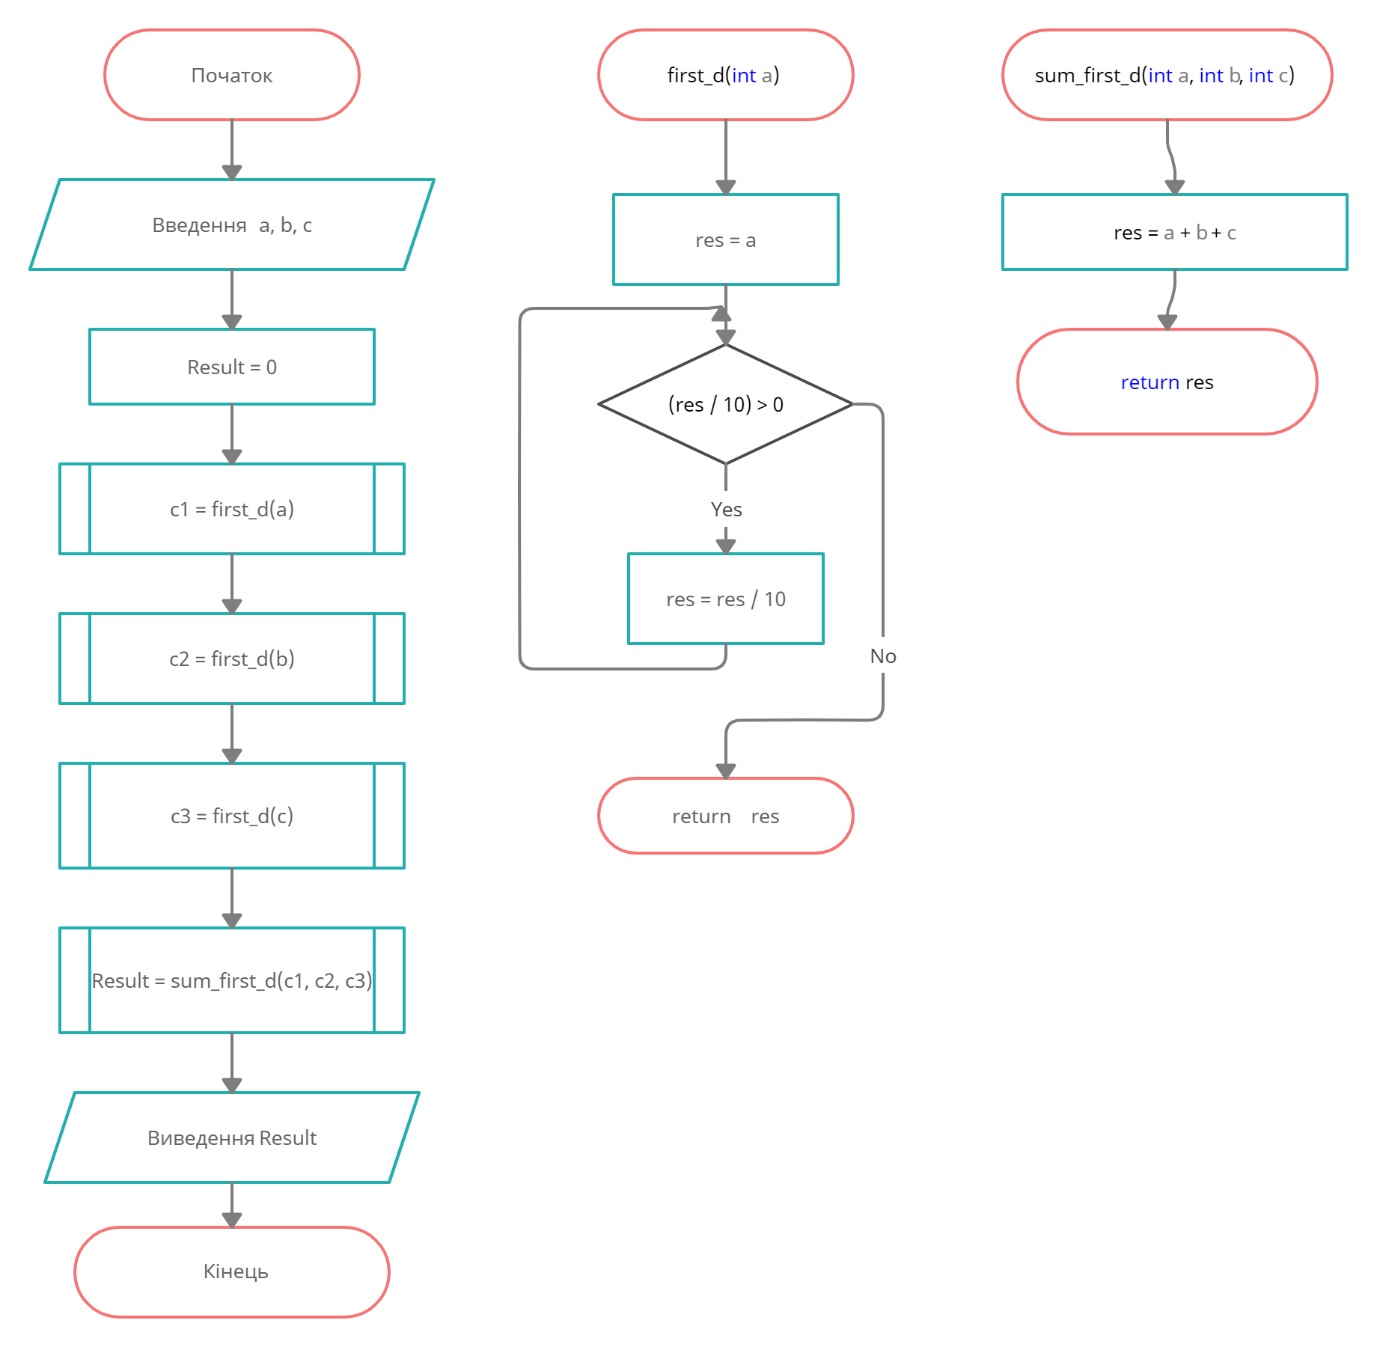 Початок
Введення a, b, c
Result = 0
c1 = first_d(a)
c2 = first_d(b)
c3 = first_d(c)
Result = sum_first_d(c1, c2, c3)
Виведення Result
Кінець
first_d(int a)
res = a
(res / 10) > 0
Yes
res = res / 10
No
return res
sum_first_d(int a, int b, int c)
res = a + b + c
return res